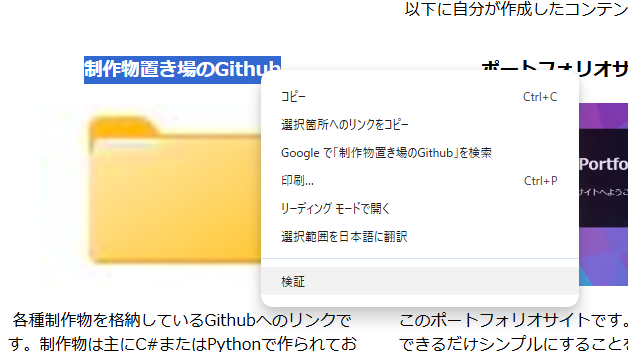 以下に自分が作成したコンテン
制作物置き場のGithub
ポートフォリオサ
コピー Ctrl+C
選択箇所へのリンクをコピー
Google で「制作物置き場のGithub」を検索
印刷... Ctrl+P
リーディング モードで開く
選択範囲を日本語に翻訳
検証
Portfo
サイトへようこ
各種制作物を格納しているGithubへのリンクで
す。制作物は主にC#またはPythonで作られてお
このポートフォリオサイトです。
できるだけシンプルにすることを